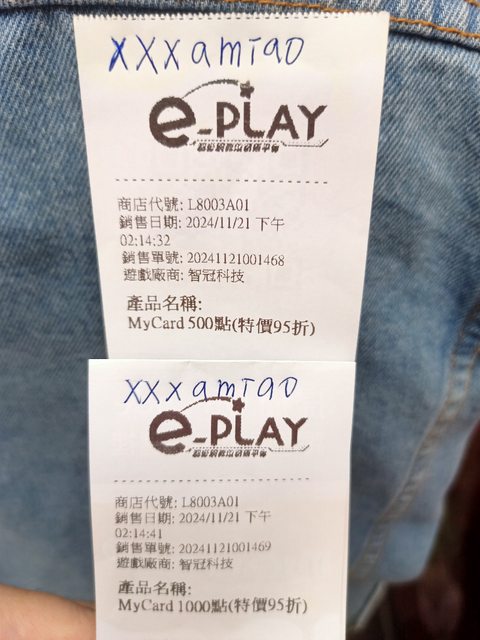 xxxamiao
e-PLAY
商店代號: L8003A01
銷售日期: 2024/11/21 下午
02:14:32
銷售單號: 20241121001468
遊戲廠商: 智冠科技
產品名稱:
MyCard 500點(特價95折)
xxxamiao
e-PLAY
商店代號: L8003A01
銷售日期: 2024/11/21 下午
02:14:41
銷售單號: 20241121001469
遊戲廠商: 智冠科技
產品名稱:
MyCard 1000點(特價95折)